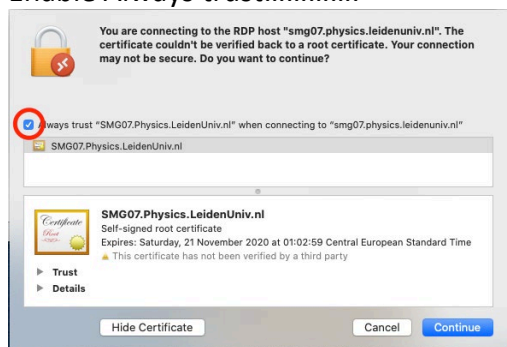 You are connecting to the RDP host "smg07.physics.leidenuniv.nl". The
certificate couldn't be verified back to a root certificate. Your connection
may not be secure. Do you want to continue?
Always trust "SMG07.Physics.LeidenUniv.nl" when connecting to "smg07.physics.leidenuniv.nl"
SMG07.Physics.LeidenUniv.nl
Certificate
Root
SMG07.Physics.LeidenUniv.nl
Self-signed root certificate
Expires: Saturday, 21 November 2020 at 01:02:59 Central European Standard Time
This certificate has not been verified by a third party
Trust
Details
Hide Certificate
Cancel
Continue